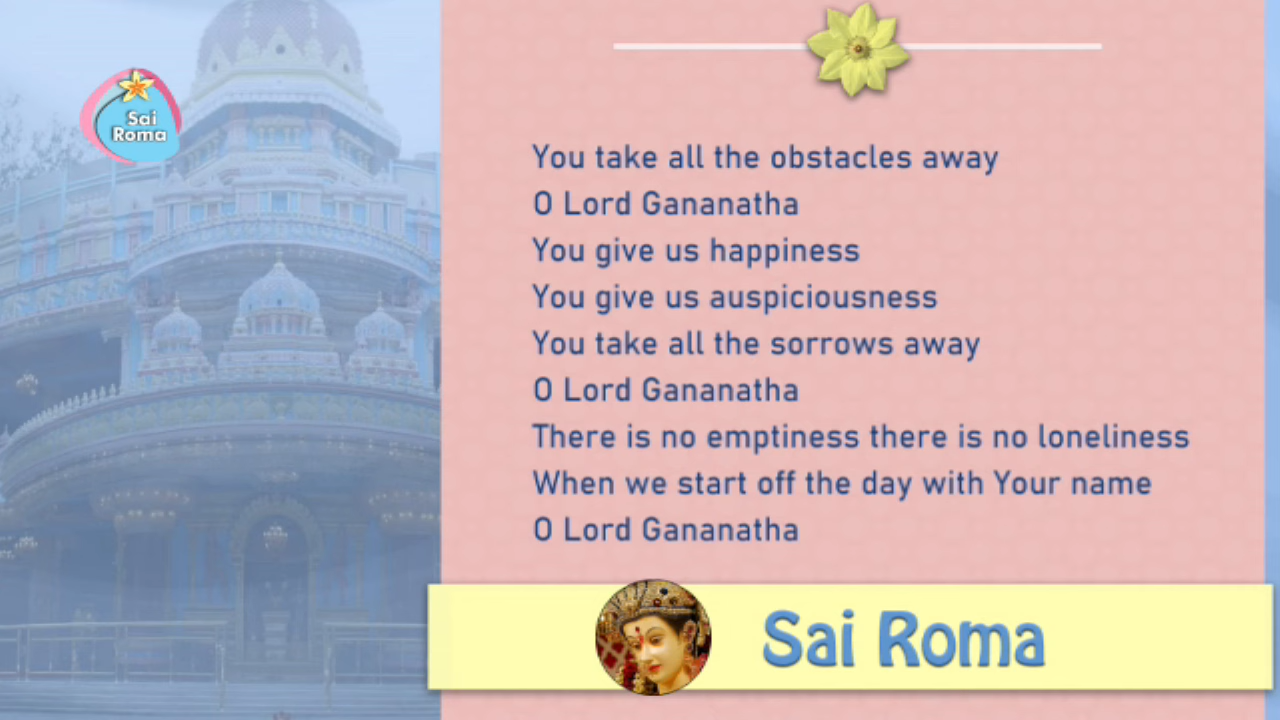 Sai
Roma
You take all the obstacles away
O Lord Gananatha
You give us happiness
You give us auspiciousness
You take all the sorrows away
O Lord Gananatha
There is no emptiness there is no loneliness
When we start off the day with Your name
O Lord Gananatha
Sai Roma